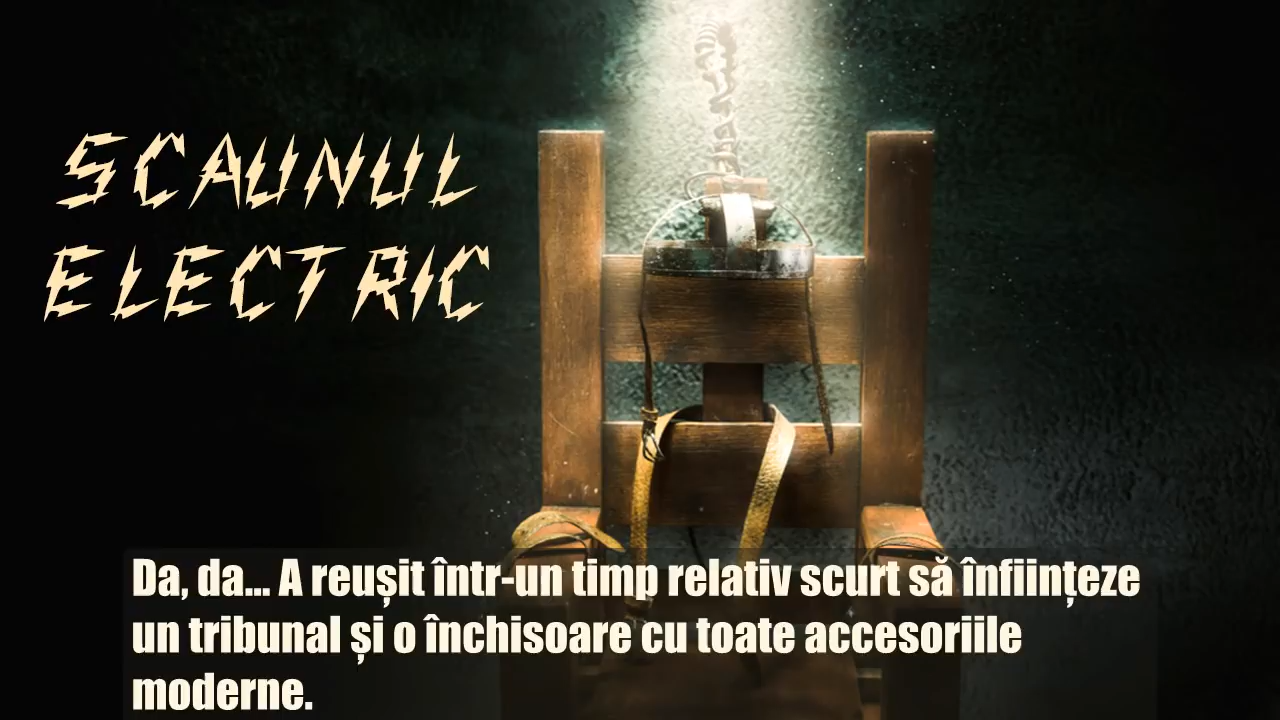 SCAUNUL
ELECTRIC
Da, da... A reușit într-un timp relativ scurt să înființeze
un tribunal și o închisoare cu toate accesoriile
moderne.